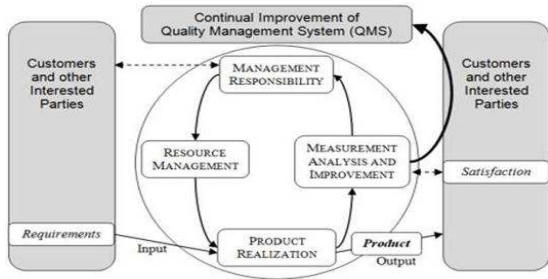 Continual Improvement of
Quality Management System (QMS)
Customers
and other
Interested
Parties
Customers
and other
Interested
Parties
MANAGEMENT
RESPONSIBILITY
RESOURCE
MANAGEMENT
MEASUREMENT
ANALYSIS AND
IMPROVEMENT
Satisfaction
Requirements
Input
PRODUCT
REALIZATION
Product
Output